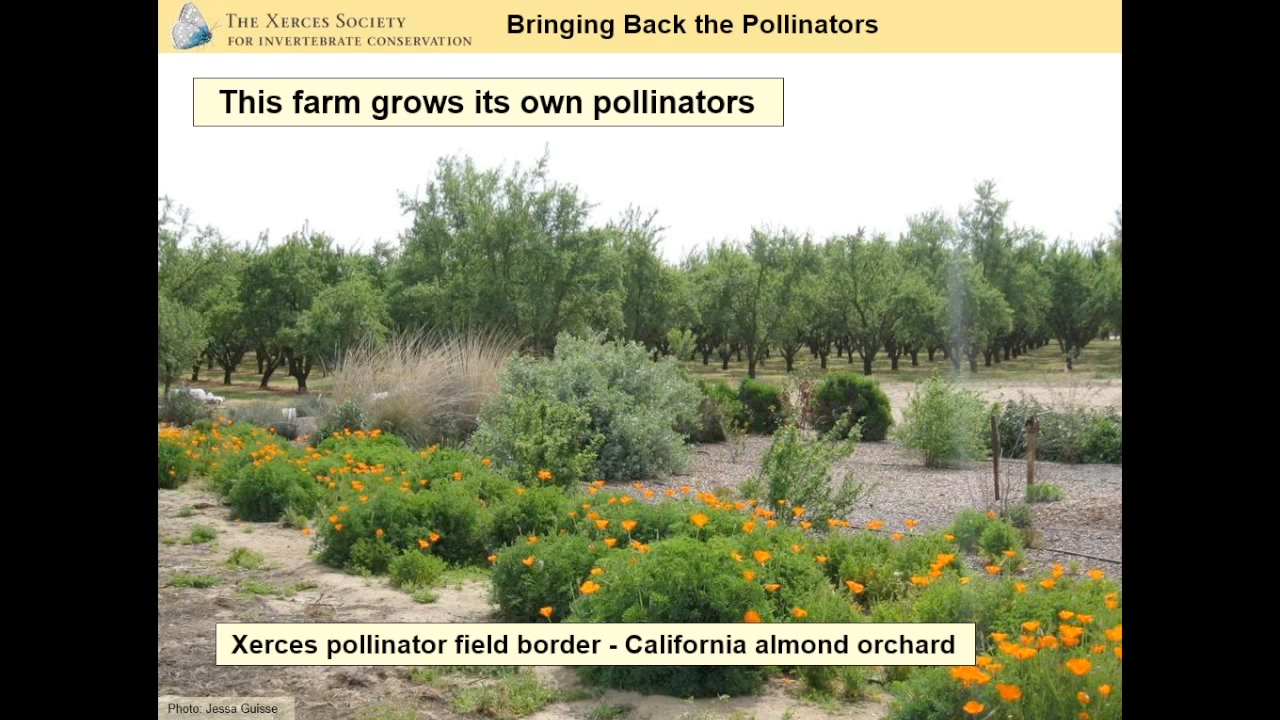 The Xerces Society
for Invertebrate Conservation
Bringing Back the Pollinators
This farm grows its own pollinators
Xerces pollinator field border - California almond orchard
Photo: Jessa Guisse